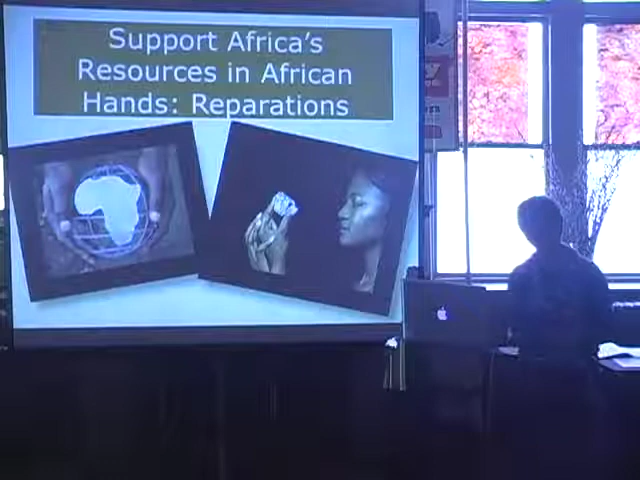 Support Africa's
Resources in African
Hands: Reparations